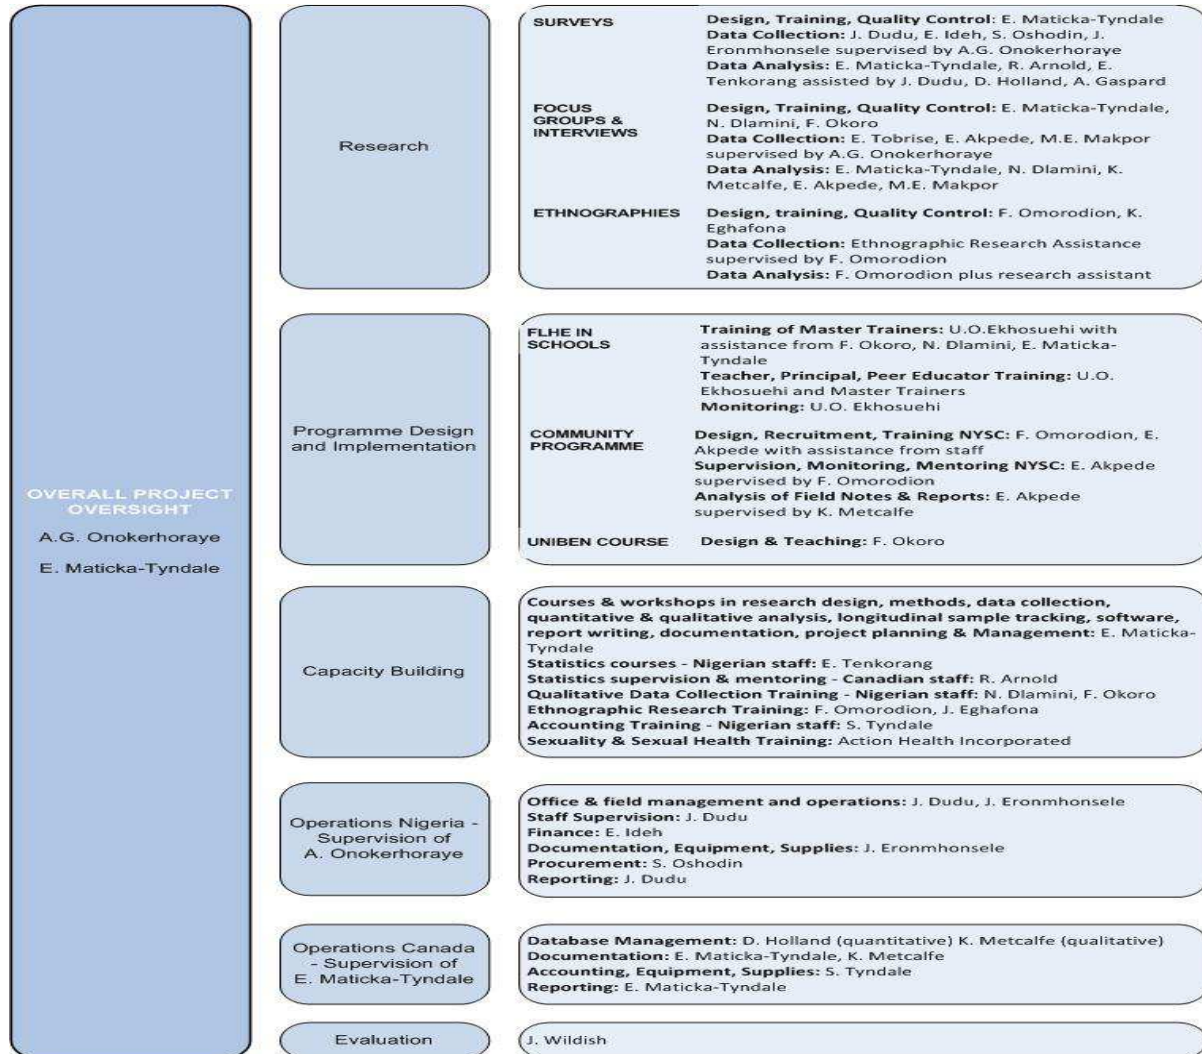 OVERALL PROJECT
OVERSIGHT
A.G. Onokerhoraye
E. Maticka-Tyndale
Research
SURVEYS
Design, Training, Quality Control: E. Maticka-Tyndale
Data Collection: J. Dudu, E. Ideh, S. Oshodin, J.
Eronmhonsele supervised by A.G. Onokerhoraye
Data Analysis: E. Maticka-Tyndale, R. Arnold, E.
Tenkorang assisted by J. Dudu, D. Holland, A. Gaspard
FOCUS
GROUPS &
INTERVIEWS
Design, Training, Quality Control: E. Maticka-Tyndale,
N. Dlamini, F. Okoro
Data Collection: E. Tobrise, E. Akpede, M.E. Makpor
supervised by A.G. Onokerhoraye
Data Analysis: E. Maticka-Tyndale, N. Dlamini, K.
Metcalfe, E. Akpede, M.E. Makpor
ETHNOGRAPHIES
Design, training, Quality Control: F. Omorodion, K.
Eghafona
Data Collection: Ethnographic Research Assistance
supervised by F. Omorodion
Data Analysis: F. Omorodion plus research assistant
Programme Design
and Implementation
FLHE IN
SCHOOLS
Training of Master Trainers: U.O.Ekhosuehi with
assistance from F. Okoro, N. Dlamini, E. Maticka-
Tyndale
Teacher, Principal, Peer Educator Training: U.O.
Ekhosuehi and Master Trainers
Monitoring: U.O. Ekhosuehi
COMMUNITY
PROGRAMME
Design, Recruitment, Training NYSC: F. Omorodion, E.
Akpede with assistance from staff
Supervision, Monitoring, Mentoring NYSC: E. Akpede
supervised by F. Omorodion
Analysis of Field Notes & Reports: E. Akpede
supervised by K. Metcalfe
UNIBEN COURSE
Design & Teaching: F. Okoro
Capacity Building
Courses & workshops in research design, methods, data collection,
quantitative & qualitative analysis, longitudinal sample tracking, software,
report writing, documentation, project planning & Management: E. Maticka-
Tyndale
Statistics courses - Nigerian staff: E. Tenkorang
Statistics supervision & mentoring - Canadian staff: R. Arnold
Qualitative Data Collection Training - Nigerian staff: N. Dlamini, F. Okoro
Ethnographic Research Training: F. Omorodion, J. Eghafona
Accounting Training - Nigerian staff: S. Tyndale
Sexuality & Sexual Health Training: Action Health Incorporated
Operations Nigeria -
Supervision of
A. Onokerhoraye
Office & field management and operations: J. Dudu, J. Eronmhonsele
Staff Supervision: J. Dudu
Finance: E. Ideh
Documentation, Equipment, Supplies: J. Eronmhonsele
Procurement: S. Oshodin
Reporting: J. Dudu
Operations Canada
- Supervision of
E. Maticka-Tyndale
Database Management: D. Holland (quantitative) K. Metcalfe (qualitative)
Documentation: E. Maticka-Tyndale, K. Metcalfe
Accounting, Equipment, Supplies: S. Tyndale
Reporting: E. Maticka-Tyndale
Evaluation
J. Wildish